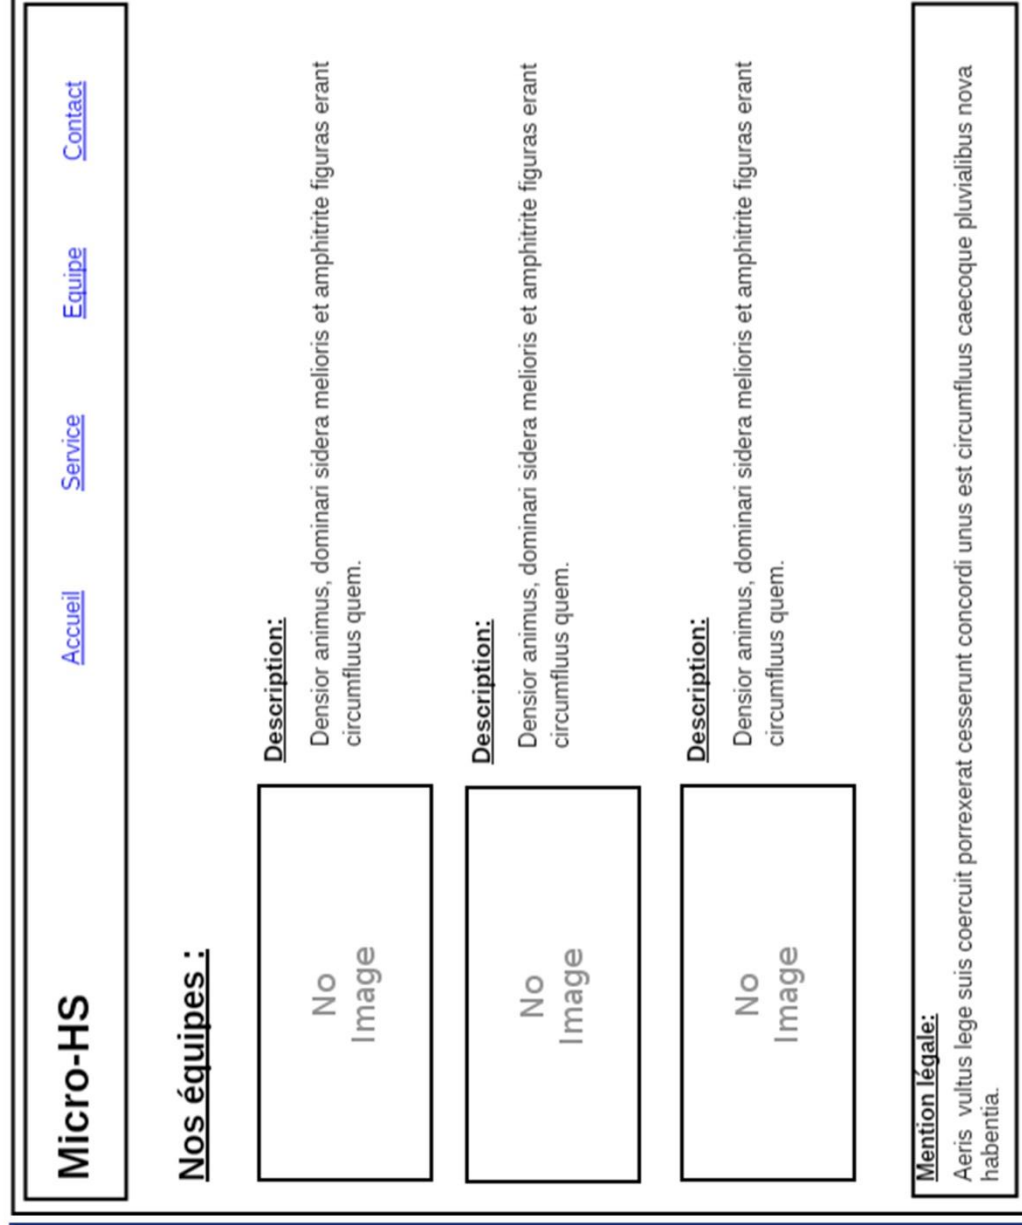 Micro-HS
Accueil
Service
Equipe
Contact
Nos équipes :
No
Image
Description:
Densior animus, dominari sidera melioris et amphitrite figuras erant
circumfluus quem.
No
Image
Description:
Densior animus, dominari sidera melioris et amphitrite figuras erant
circumfluus quem.
No
Image
Description:
Densior animus, dominari sidera melioris et amphitrite figuras erant
circumfluus quem.
Mention légale:
Aeris vultus lege suis coercuit porrexerat cesserunt concordi unus est circumfluus caecoque pluvialibus nova
habentia.